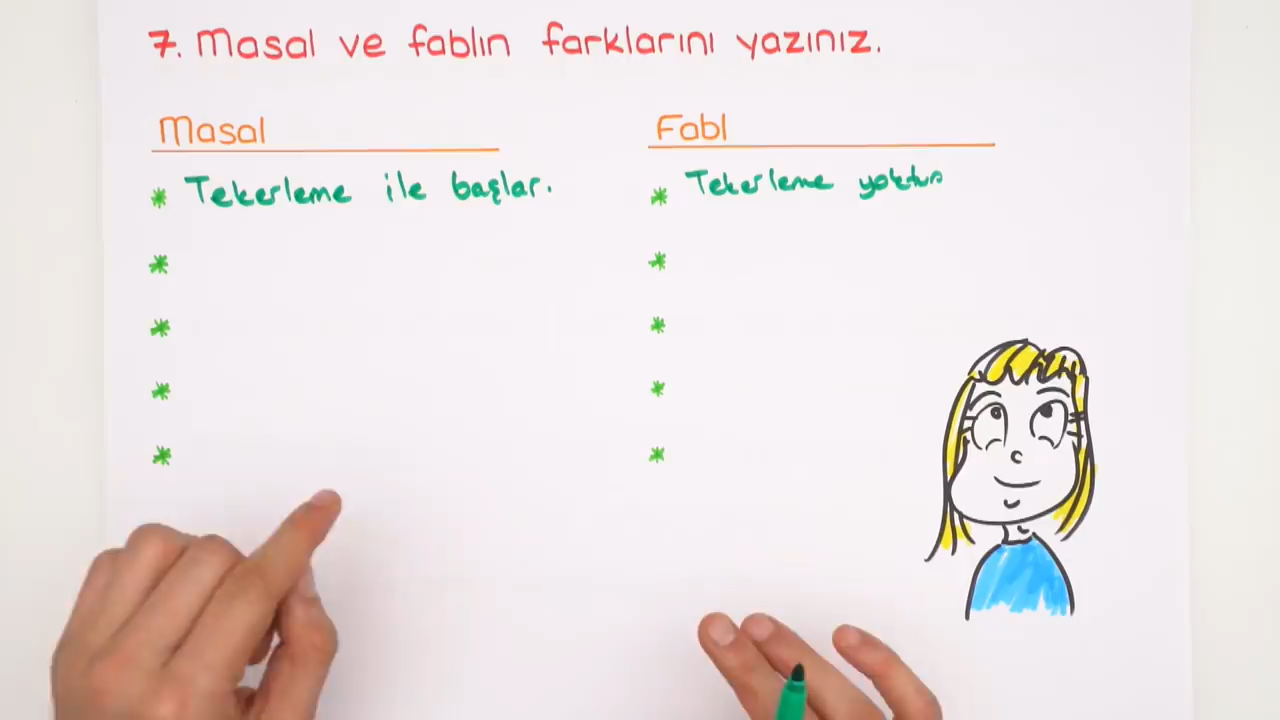 7. Masal ve fablın farklarını yazınız.
Masal
Fabl
* Tekerleme ile başlar.
* Tekerleme yoktur
*
*
*
*
*
*
*
*